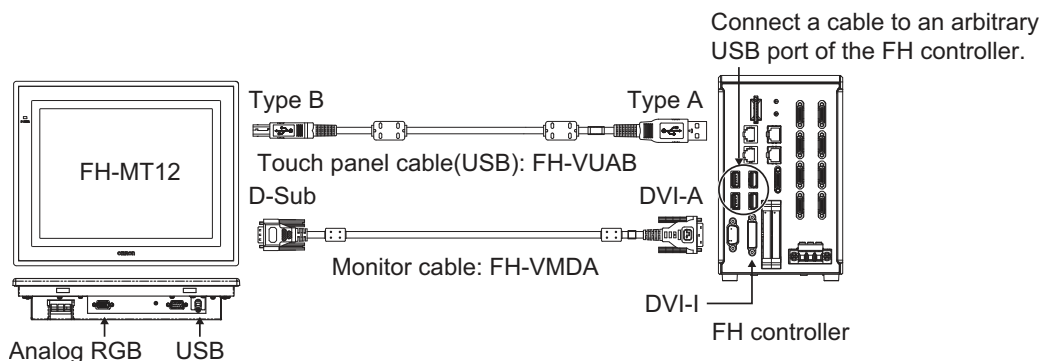 Connect a cable to an arbitrary
USB port of the FH controller.
Type B
Type A
FH-MT12
Touch panel cable(USB): FH-VUAB
D-Sub
DVI-A
OMRON
Monitor cable: FH-VMDA
DVI-I
FH controller
Analog RGB
USB